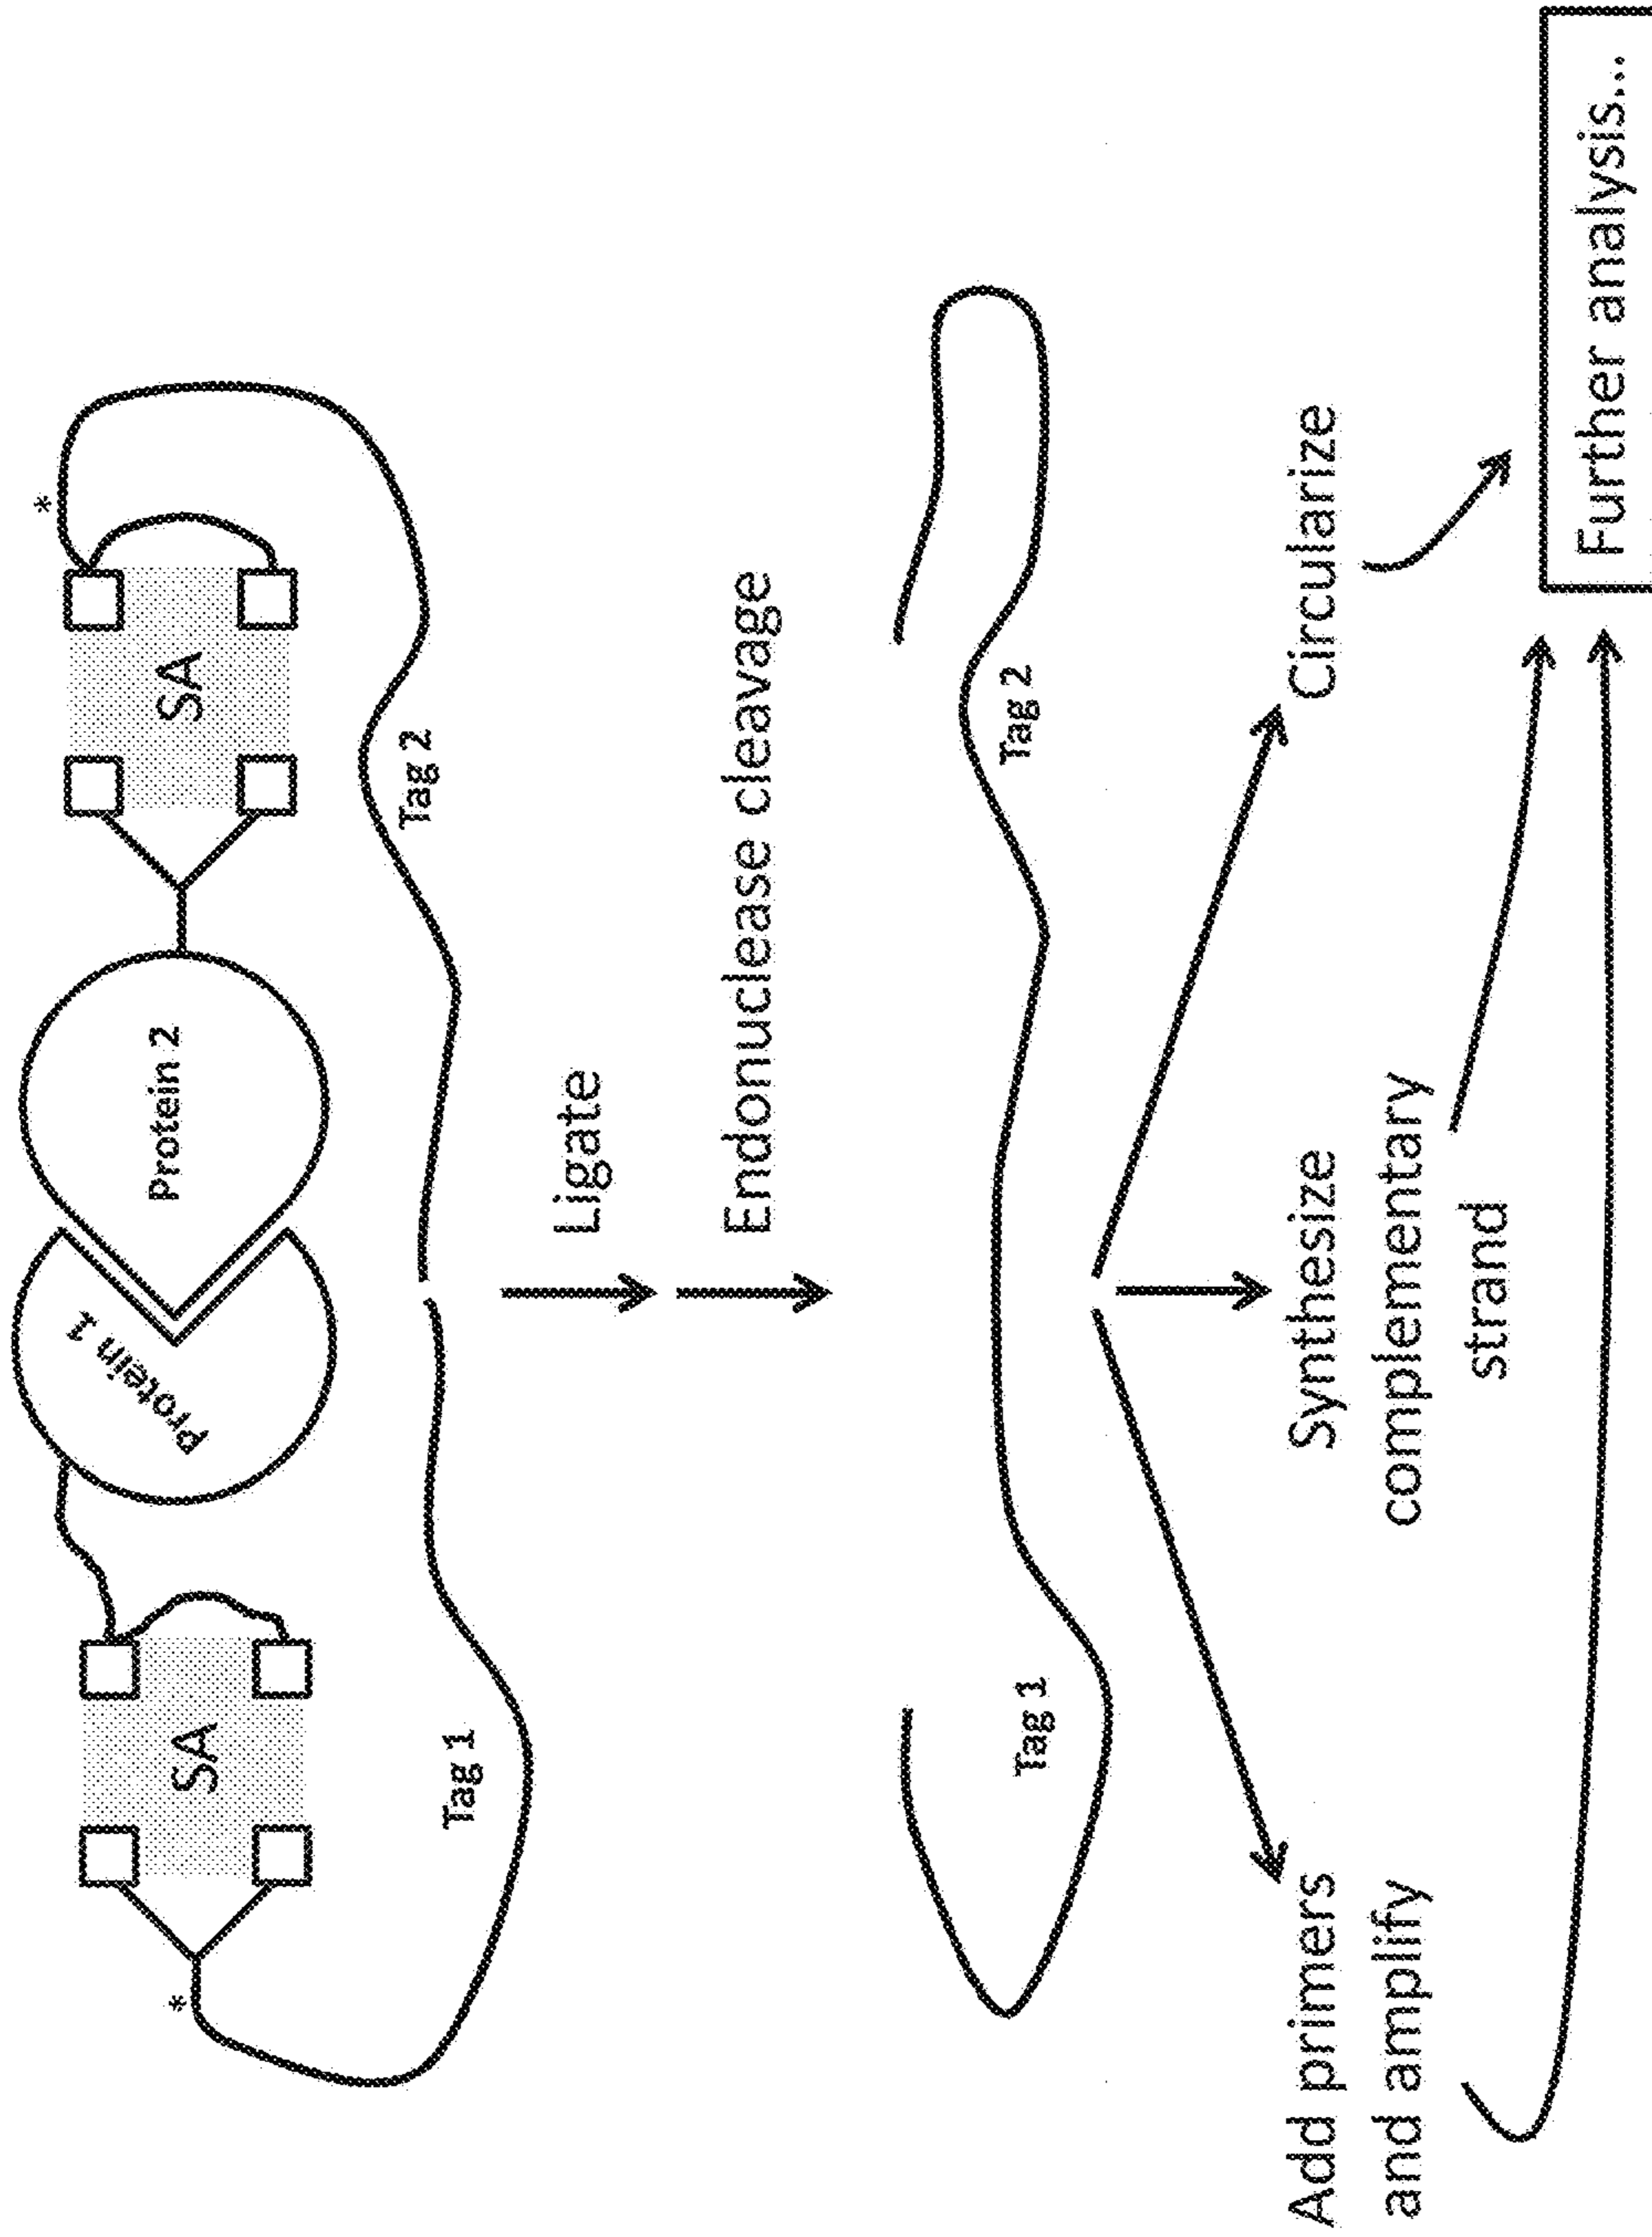 Protein 1
Protein 2
SA
SA
*
*
Tag 1
Tag 2
Ligate
Endonuclease cleavage
Tag 1
Tag 2
Add primers
and amplify
Synthesize
complementary
strand
Circularize
Further analysis...